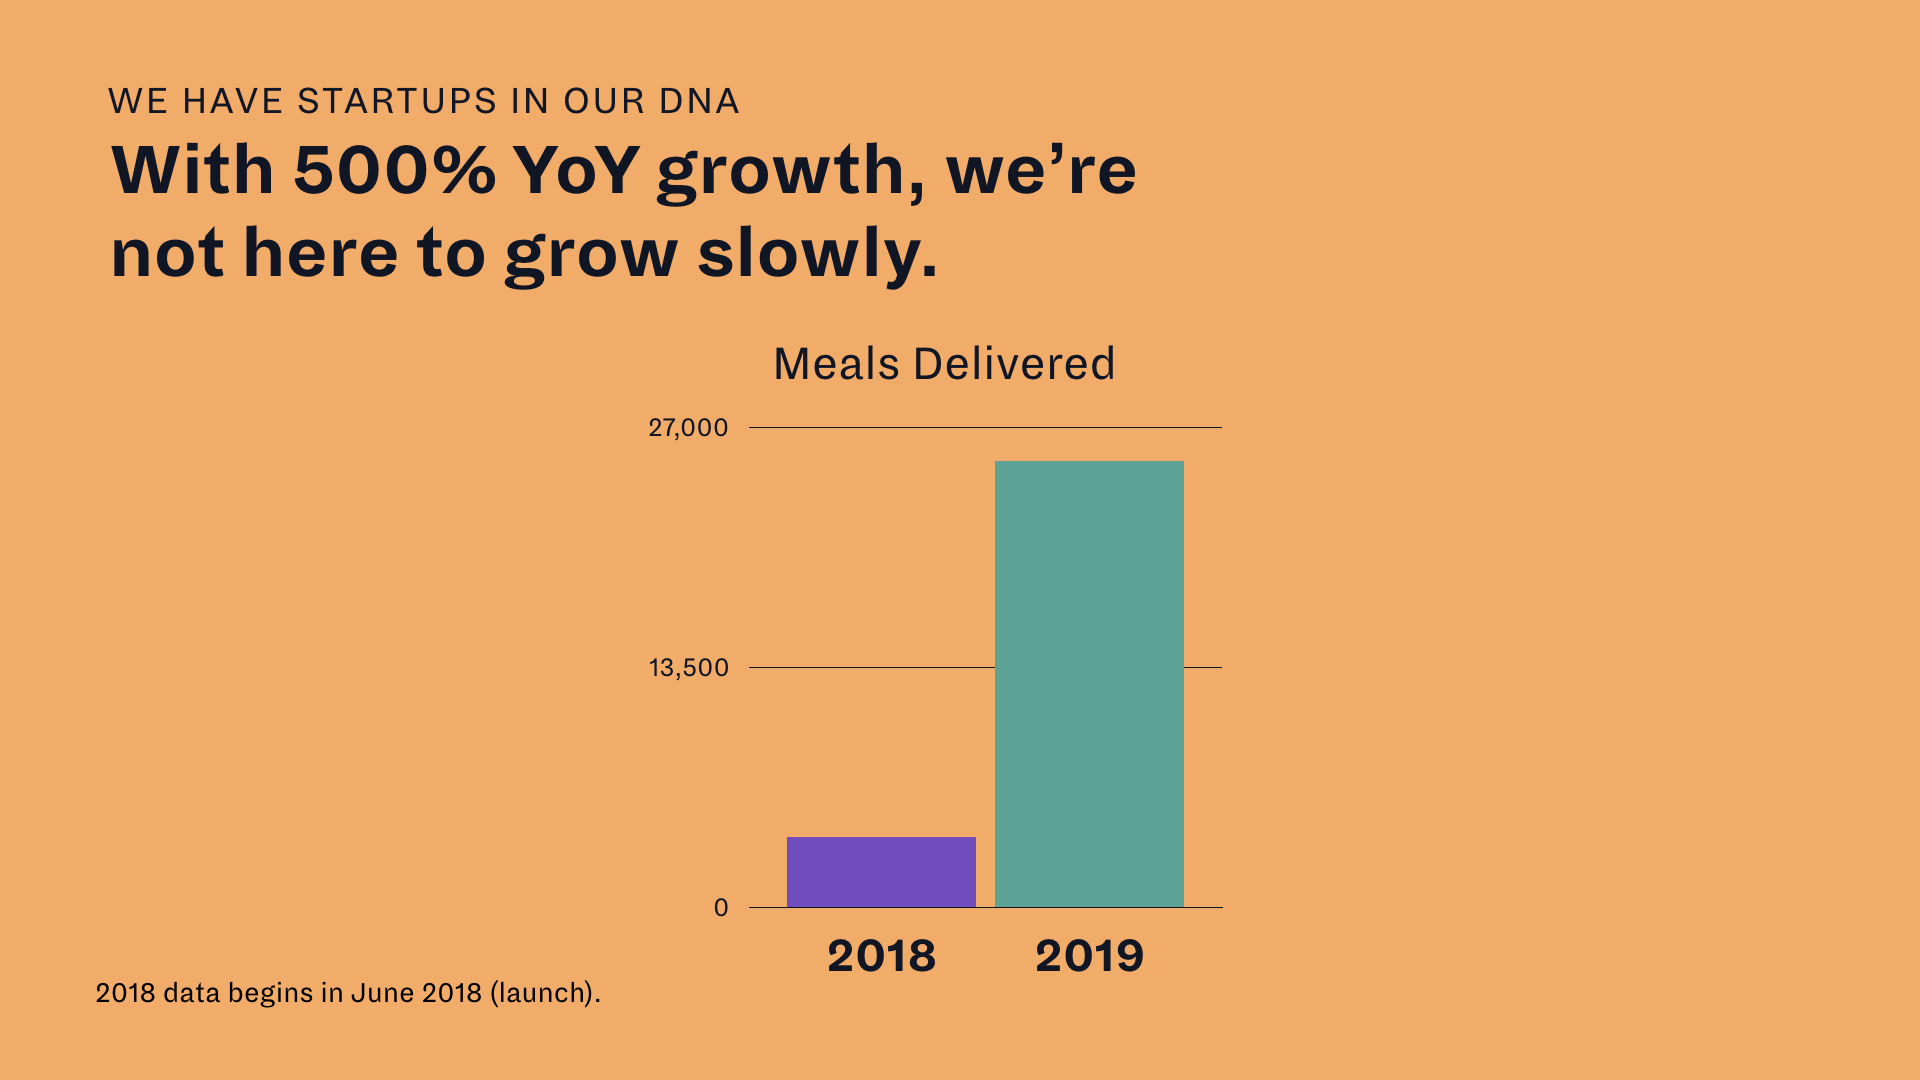 WE HAVE STARTUPS IN OUR DNA
With 500% YoY growth, we’re
not here to grow slowly.
Meals Delivered
27,000
13,500
0
2018 2019
2018 data begins in June 2018 (launch).